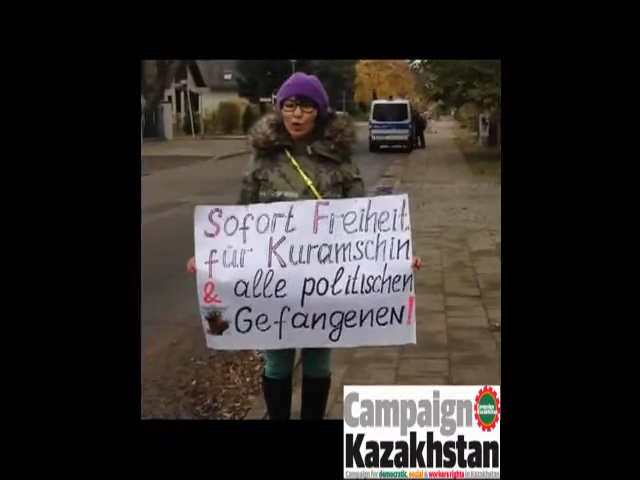 Sofort Freiheit
für Kuramschin
& alle politischen
Gefangenen!
Campaign
Kazakhstan
Campaign for democratic, social & workers rights in Kazakhstan